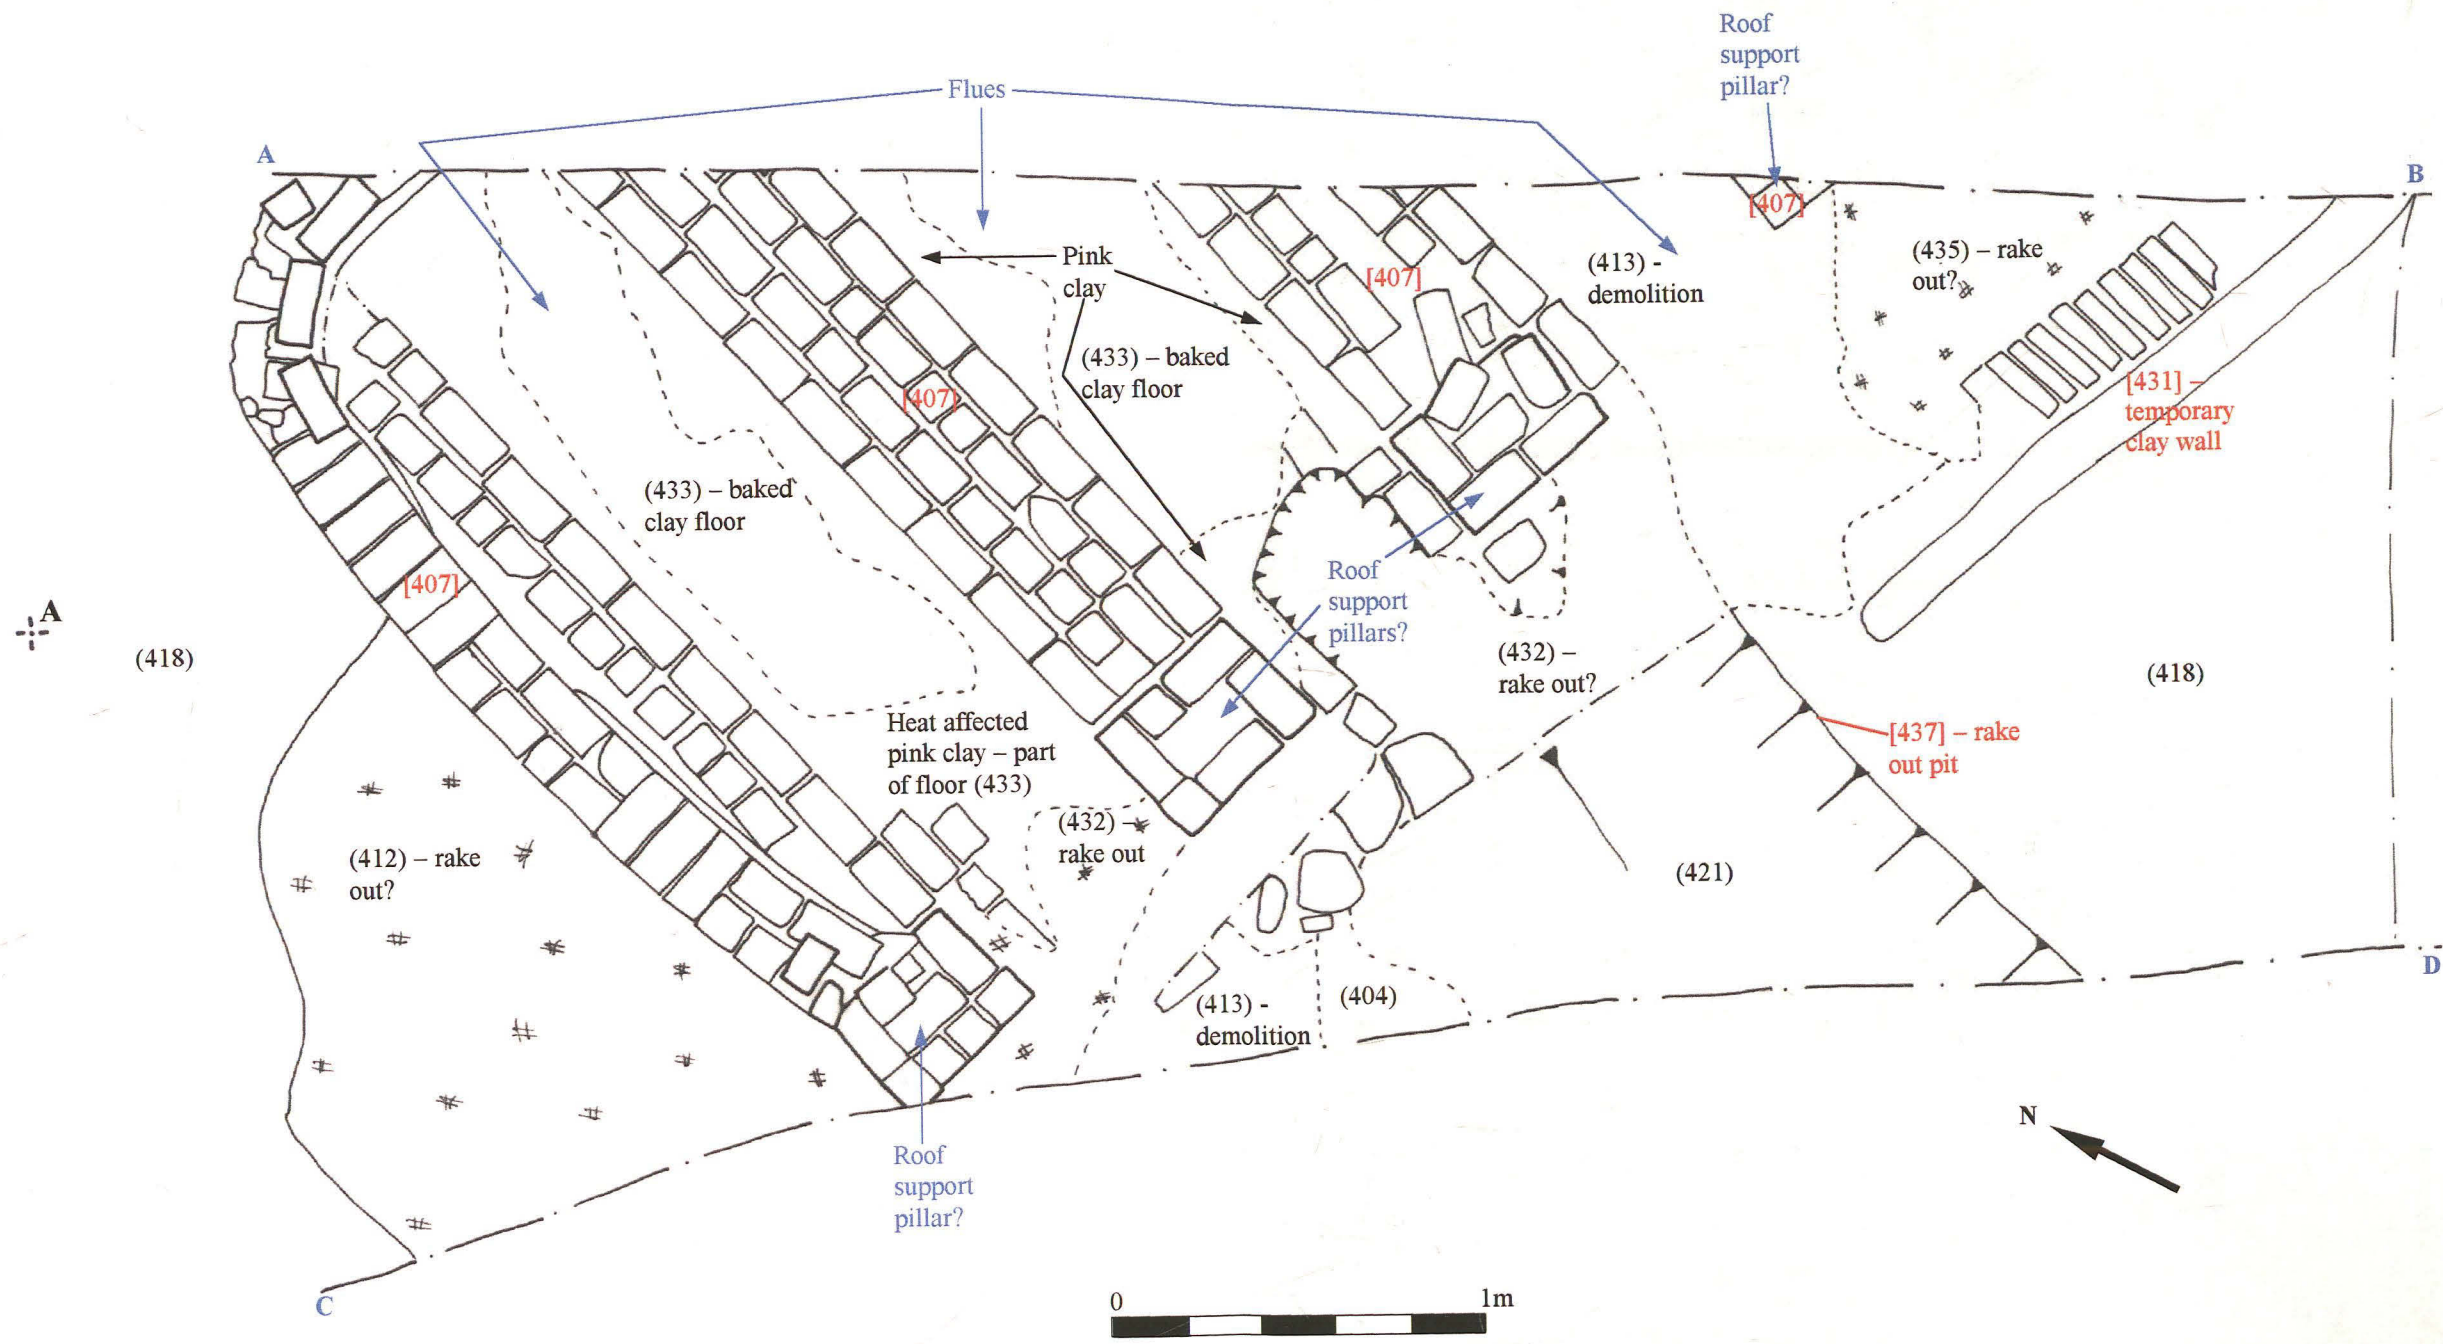 Roof
support
pillar?
Flues
A
B
[407]
Pink
clay
(413) -
demolition
(435) – rake
out?
[407]
(433) – baked
clay floor
[407]
[431] –
temporary
clay wall
(433) – baked
clay floor
[407]
Roof
support
pillars?
A
(418)
(432) –
rake out?
(418)
Heat affected
pink clay – part
of floor (433)
[437] – rake
out pit
(432) –
rake out
(412) – rake
out?
(421)
D
(413) -
demolition
(404)
N
Roof
support
pillar?
C
0
1m